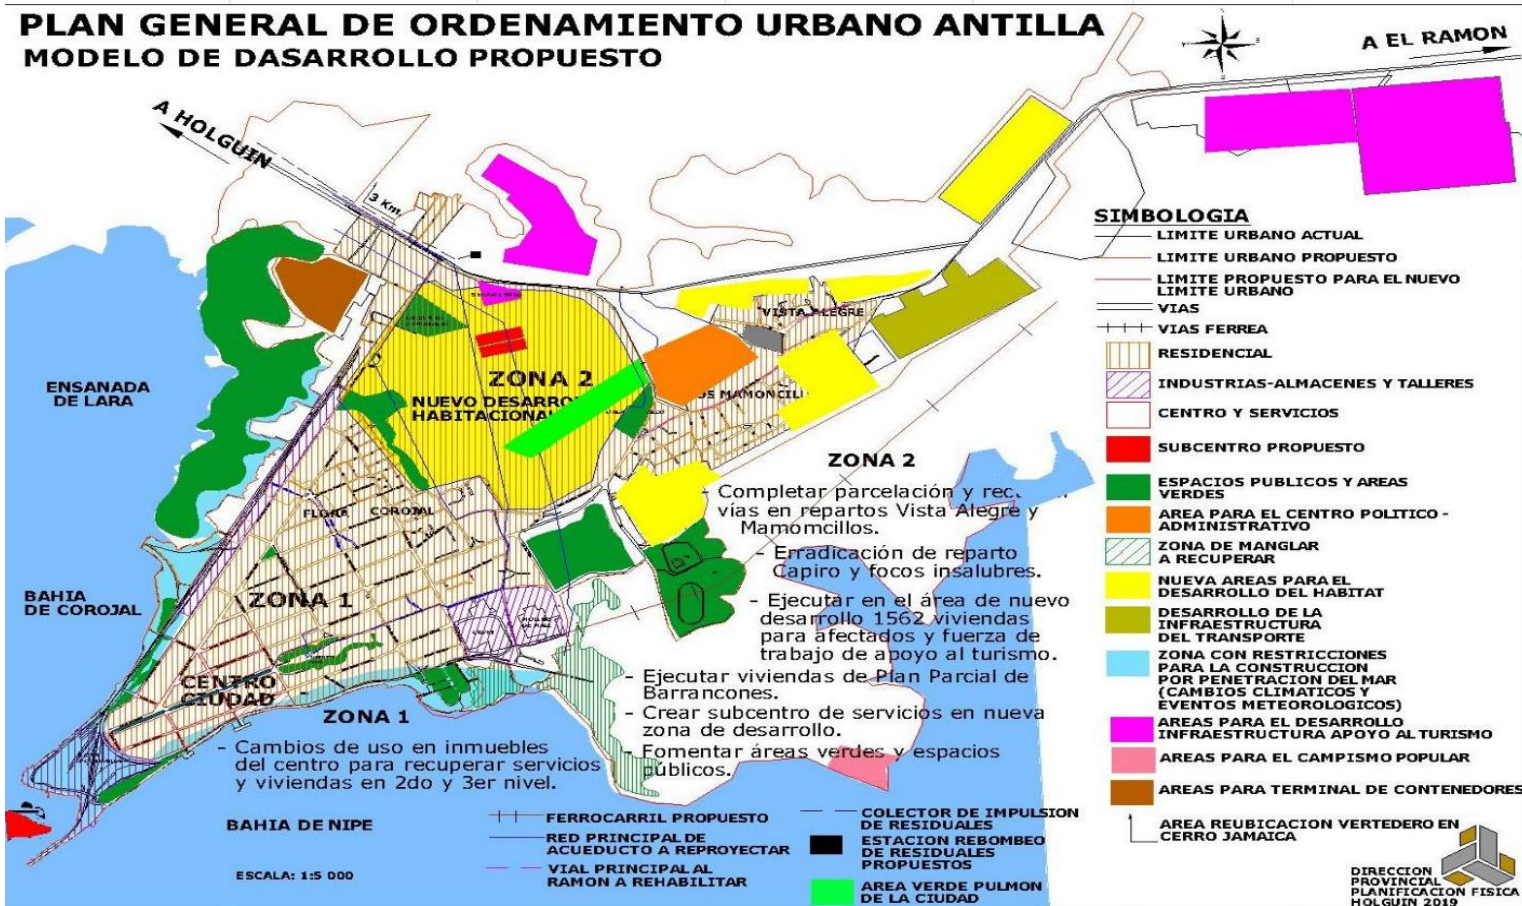 PLAN GENERAL DE ORDENAMIENTO URBANO ANTILLA
MODELO DE DASARROLLO PROPUESTO
A EL RAMON
A HOLGUIN
3 Km.
SIMBOLOGIA
LIMITE URBANO ACTUAL
LIMITE URBANO PROPUESTO
LIMITE PROPUESTO PARA EL NUEVO
LIMITE URBANO
VIAS
VIAS FERREA
RESIDENCIAL
INDUSTRIAS-ALMACENES Y TALLERES
CENTRO Y SERVICIOS
SUBCENTRO PROPUESTO
ESPACIOS PUBLICOS Y AREAS
VERDES
AREA PARA EL CENTRO POLITICO -
ADMINISTRATIVO
ZONA DE MANGLAR
A RECUPERAR
NUEVA AREAS PARA EL
DESARROLLO DEL HABITAT
DESARROLLO DE LA
INFRAESTRUCTURA
DEL TRANSPORTE
ZONA CON RESTRICCIONES
PARA LA CONSTRUCCION
POR PENETRACION DEL MAR
(CAMBIOS CLIMATICOS Y
EVENTOS METEOROLOGICOS)
AREAS PARA EL DESARROLLO
INFRAESTRUCTURA APOYO AL TURISMO
AREAS PARA EL CAMPISMO POPULAR
AREAS PARA TERMINAL DE CONTENEDORES
AREA REUBICACION VERTEDERO EN
CERRO JAMAICA
ENSANADA
DE LARA
VISTA ALEGRE
ZONA 2
NUEVO DESARRO
HABITACIONAL
OS MAMONCILL
FLORA
COROJAL
BAHIA
DE COROJAL
ZONA 1
CENTRO
CIUDAD
ZONA 2
- Completar parcelación y rec
vías en repartos Vista Alegre y
Mamomcillos.
- Erradicación de reparto
Capiro y focos insalubres.
- Ejecutar en el área de nuevo
desarrollo 1562 viviendas
para afectados y fuerza de
trabajo de apoyo al turismo.
- Ejecutar viviendas de Plan Parcial de
Barrancones.
- Crear subcentro de servicios en nueva
zona de desarrollo.
- Fomentar áreas verdes y espacios
públicos.
ZONA 1
- Cambios de uso en inmuebles
del centro para recuperar servicios
y viviendas en 2do y 3er nivel.
BAHIA DE NIPE
ESCALA: 1:5 000
FERROCARRIL PROPUESTO
RED PRINCIPAL DE
ACUEDUCTO A REPROYECTAR
VIAL PRINCIPAL AL
RAMON A REHABILITAR
COLECTOR DE IMPULSION
DE RESIDUALES
ESTACION REBOMBEO
DE RESIDUALES
PROPUESTOS
AREA VERDE PULMON
DE LA CIUDAD
DIRECCION
PROVINCIAL
PLANIFICACION FISICA
HOLGUIN 2019